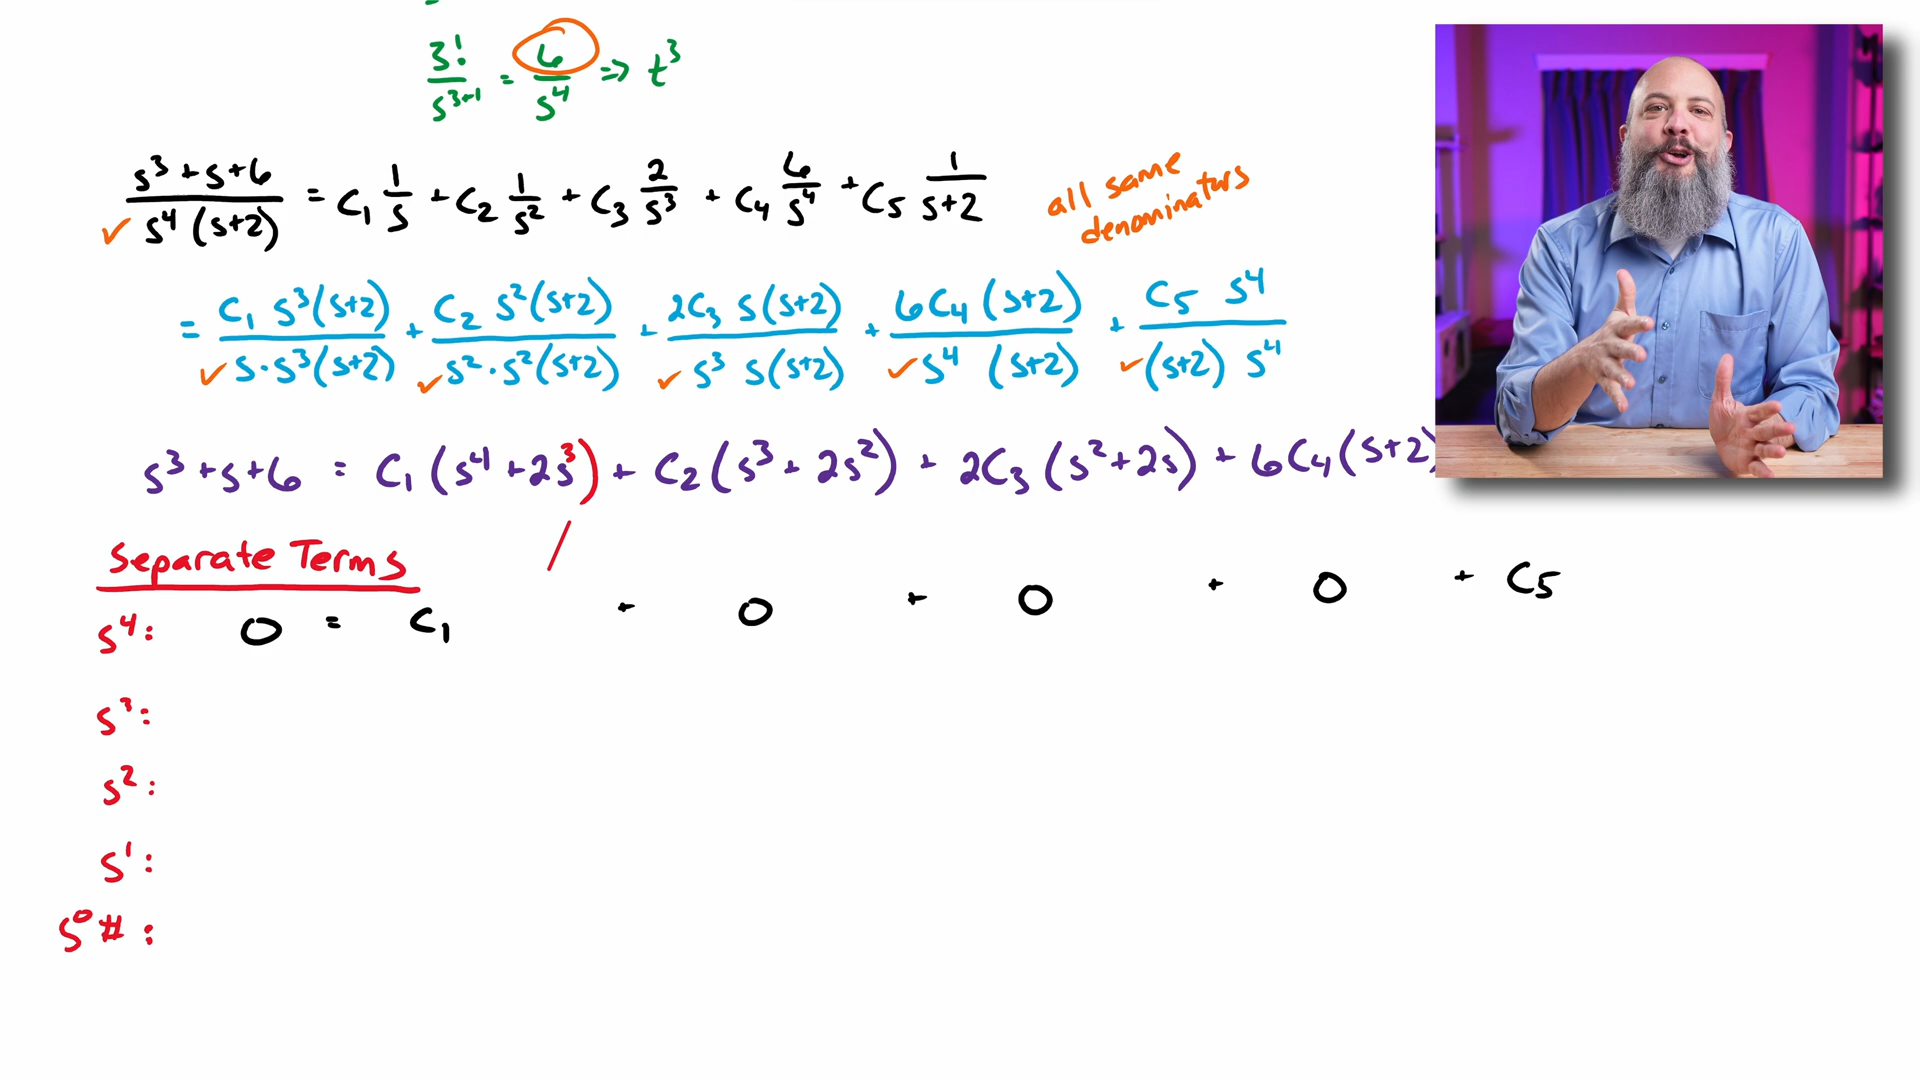 3!/s^(3+1) = 6/s^4 => t^3
(s^3 + s + 6)/(s^4 (s+2)) = C1 1/s + C2 1/s^2 + C3 2/s^3 + C4 6/s^4 + C5 1/(s+2)
all same
denominators
= C1 s^3(s+2)/(s·s^3(s+2)) + C2 s^2(s+2)/(s^2·s^2(s+2)) + 2C3 s(s+2)/(s^3 s(s+2)) + 6C4 (s+2)/(s^4 (s+2)) + C5 s^4/((s+2) s^4)
s^3 + s + 6 = C1 (s^4 + 2s^3) + C2 (s^3 + 2s^2) + 2C3 (s^2 + 2s) + 6C4 (s+2)
Separate Terms
s^4: 0 = C1 + 0 + 0 + 0 + C5
s^3:
s^2:
s^1:
s^0 #: